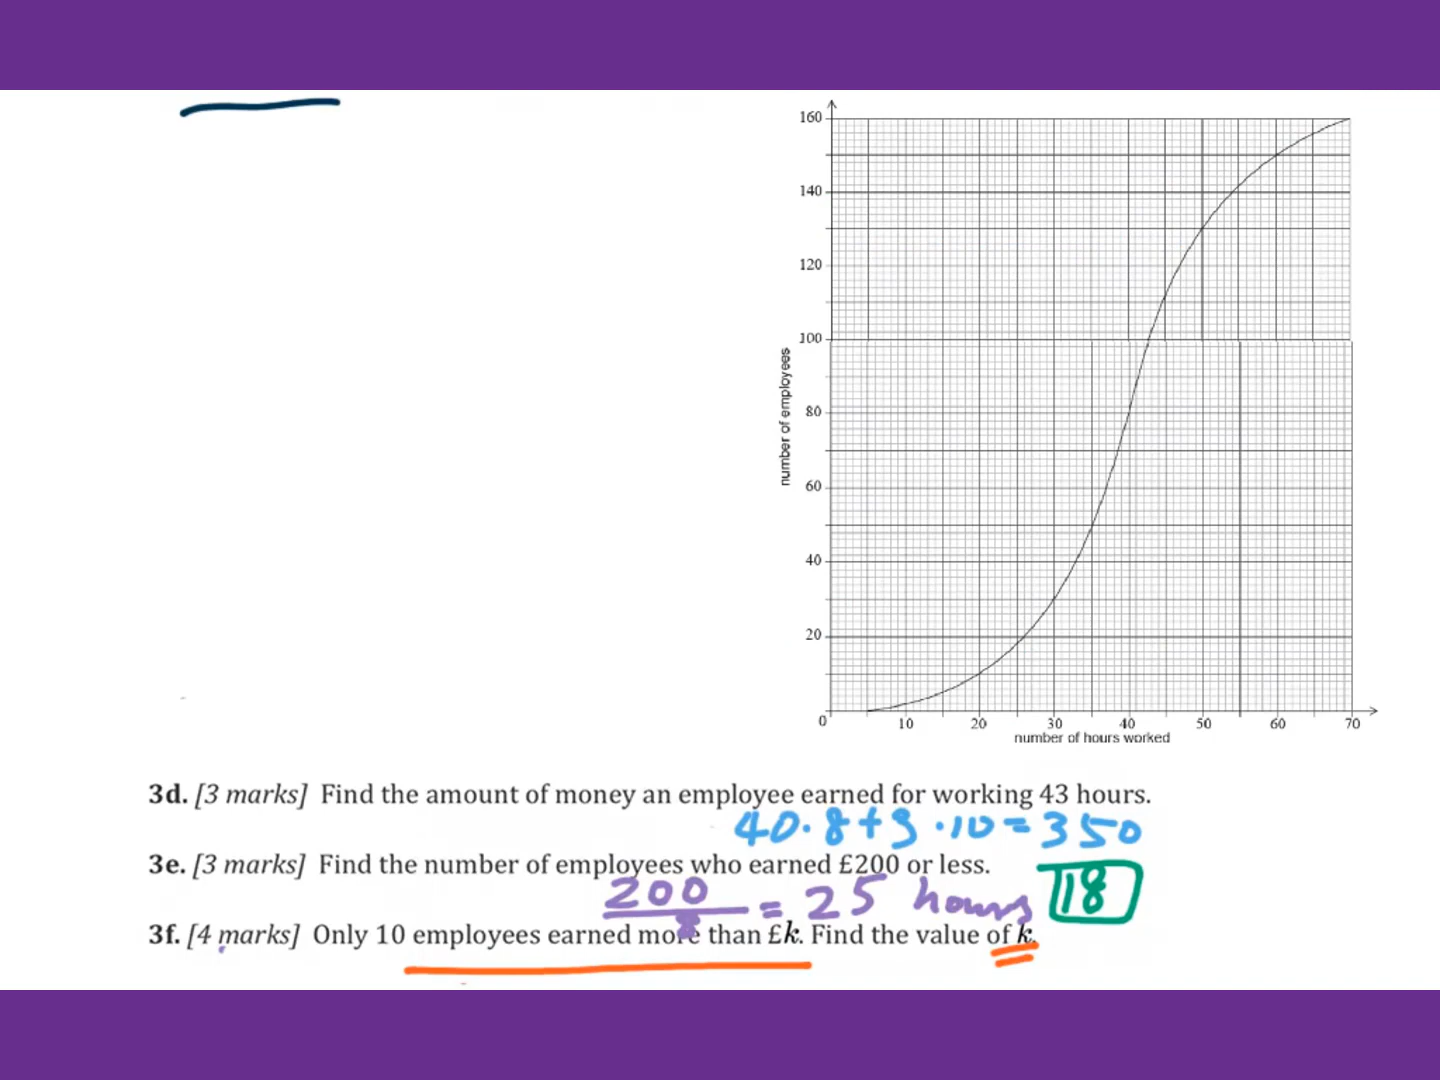 160
140
120
100
80
60
40
20
0 10 20 30 40 50 60 70
number of employees
number of hours worked
3d. [3 marks] Find the amount of money an employee earned for working 43 hours.
40·8+3·10=350
3e. [3 marks] Find the number of employees who earned £200 or less.
200
8
= 25 hours
18
3f. [4 marks] Only 10 employees earned more than £k. Find the value of k.